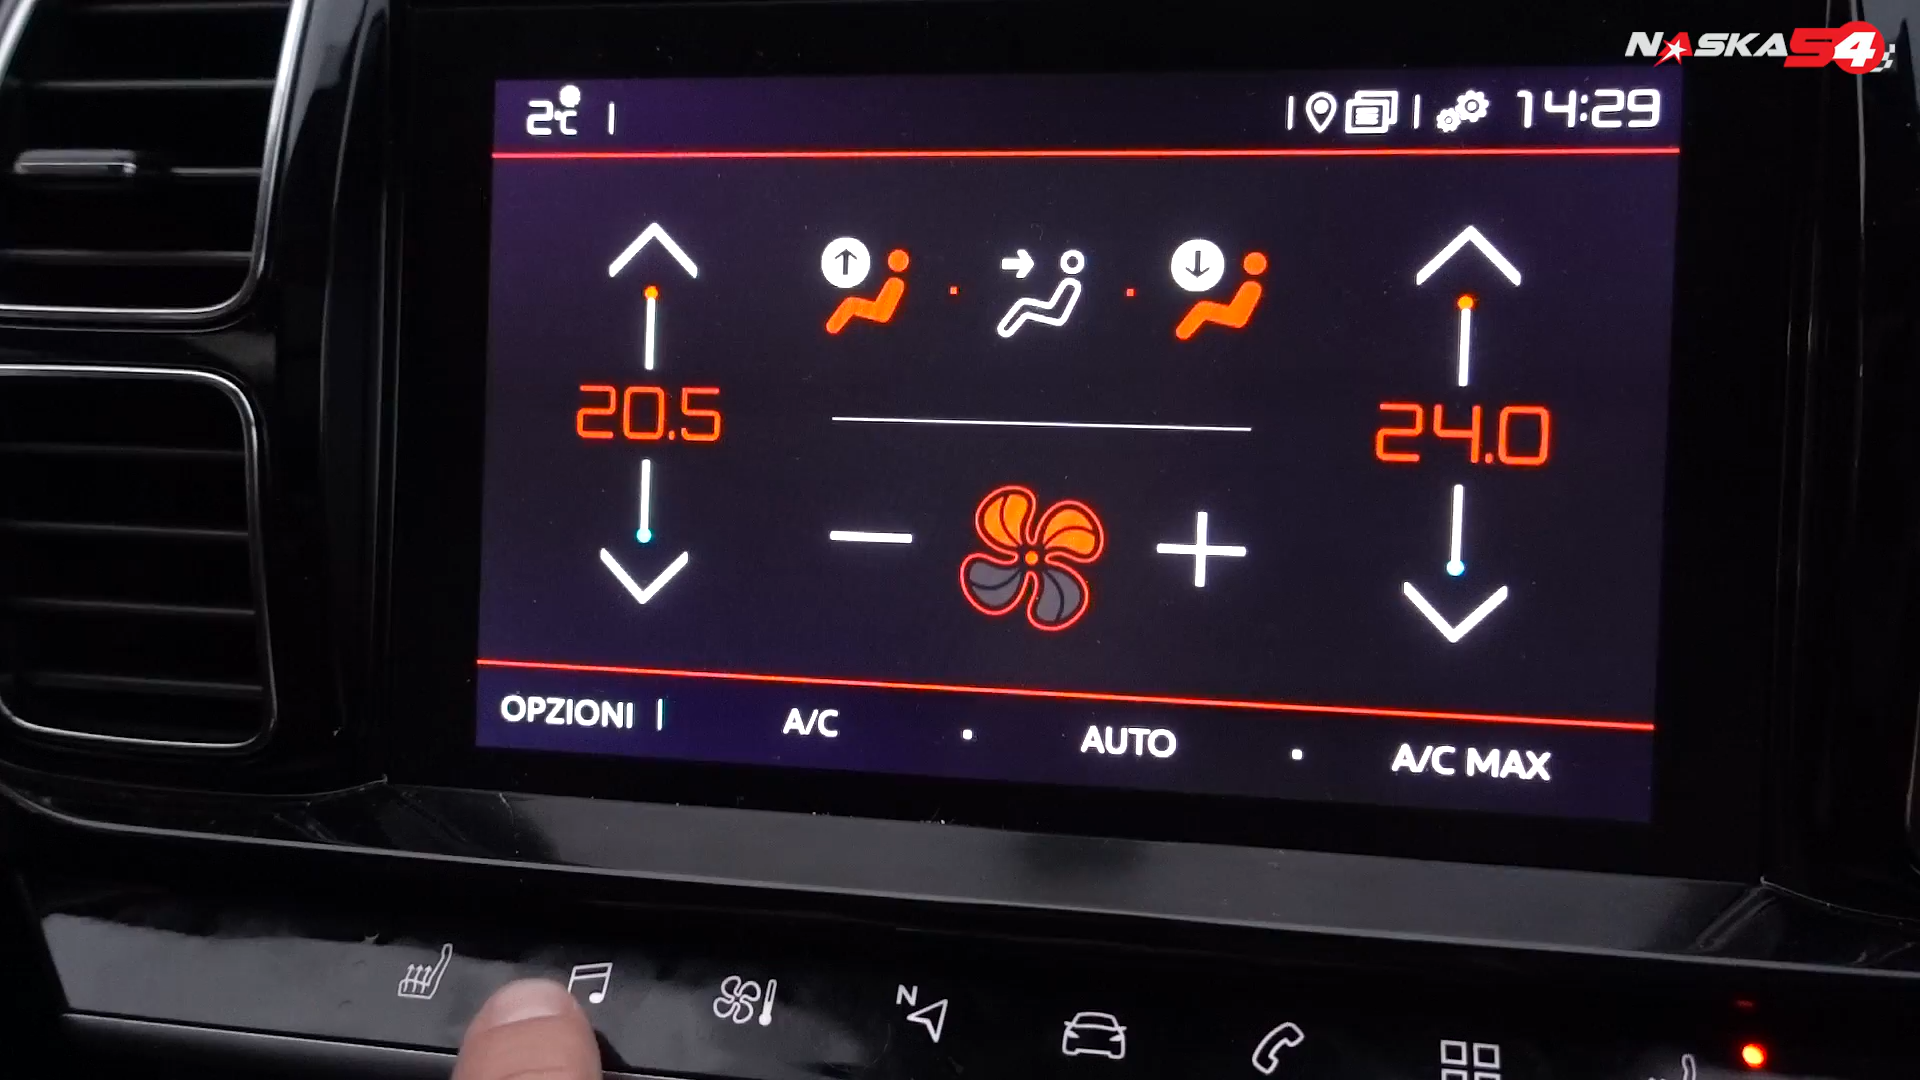 NASKA54
2°C
14:29
20.5
24.0
OPZIONI
A/C
AUTO
A/C MAX
N